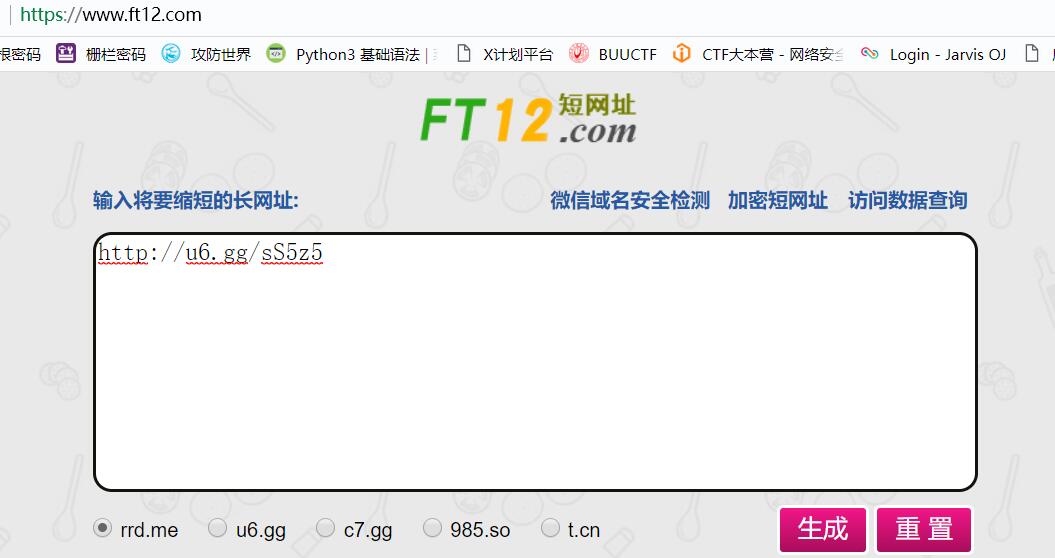 https://www.ft12.com
根密码 栅栏密码 攻防世界 Python3 基础语法 | X计划平台 BUUCTF CTF大本营 - 网络安全 Login - Jarvis OJ
FT12短网址.com
输入将要缩短的长网址: 微信域名安全检测 加密短网址 访问数据查询
http://u6.gg/sS5z5
rrd.me u6.gg c7.gg 985.so t.cn 生成 重 置